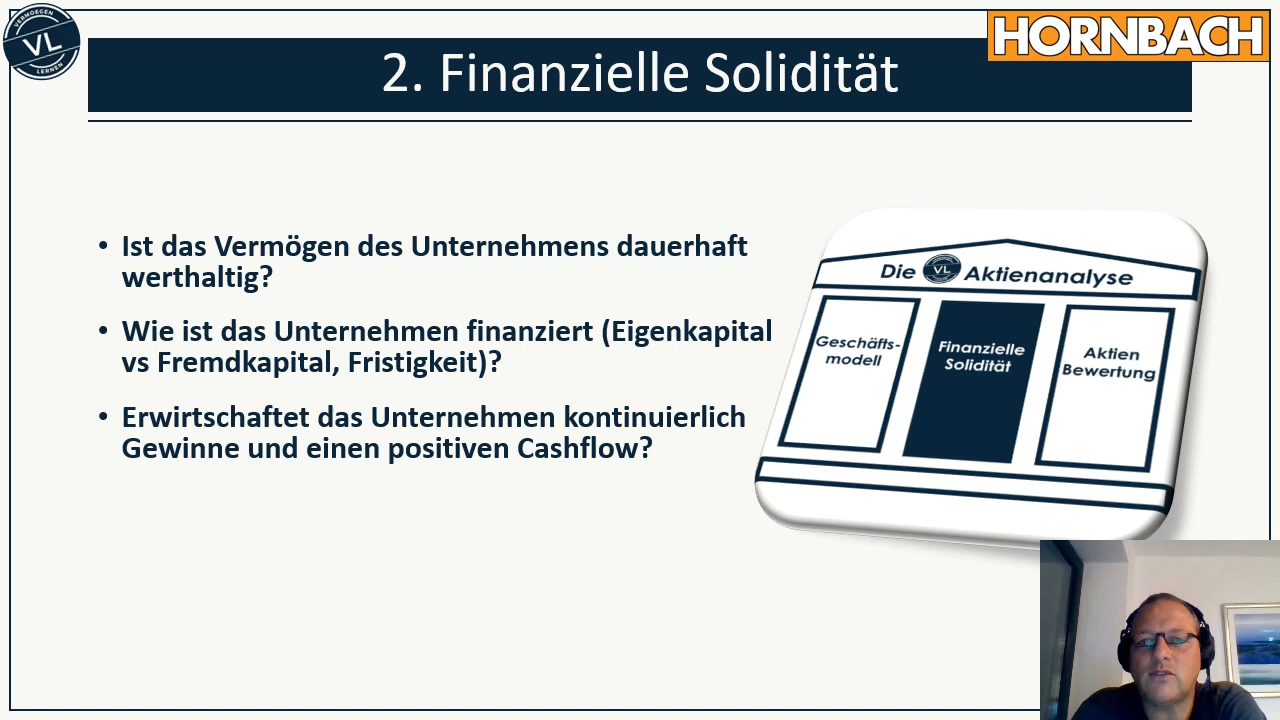 VERMOEGEN
VL
LERNEN
HORNBACH
2. Finanzielle Solidität
• Ist das Vermögen des Unternehmens dauerhaft
werthaltig?
• Wie ist das Unternehmen finanziert (Eigenkapital
vs Fremdkapital, Fristigkeit)?
• Erwirtschaftet das Unternehmen kontinuierlich
Gewinne und einen positiven Cashflow?
Die VL Aktienanalyse
Geschäfts-
modell
Finanzielle
Solidität
Aktien
Bewertung